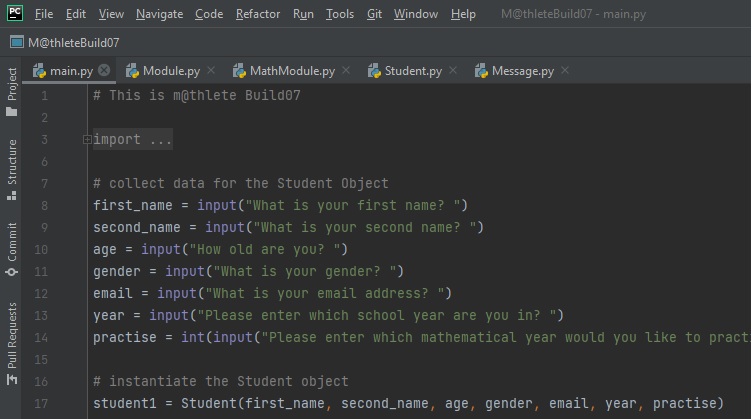 PC File Edit View Navigate Code Refactor Run Tools Git Window Help M@thleteBuild07 - main.py
M@thleteBuild07
main.py Module.py MathModule.py Student.py Message.py
Project
Structure
Commit
Pull Requests
1 # This is m@thlete Build07
2
3 import ...
6
7 # collect data for the Student Object
8 first_name = input("What is your first name? ")
9 second_name = input("What is your second name? ")
10 age = input("How old are you? ")
11 gender = input("What is your gender? ")
12 email = input("What is your email address? ")
13 year = input("Please enter which school year are you in? ")
14 practise = int(input("Please enter which mathematical year would you like to practi
15
16 # instantiate the Student object
17 student1 = Student(first_name, second_name, age, gender, email, year, practise)